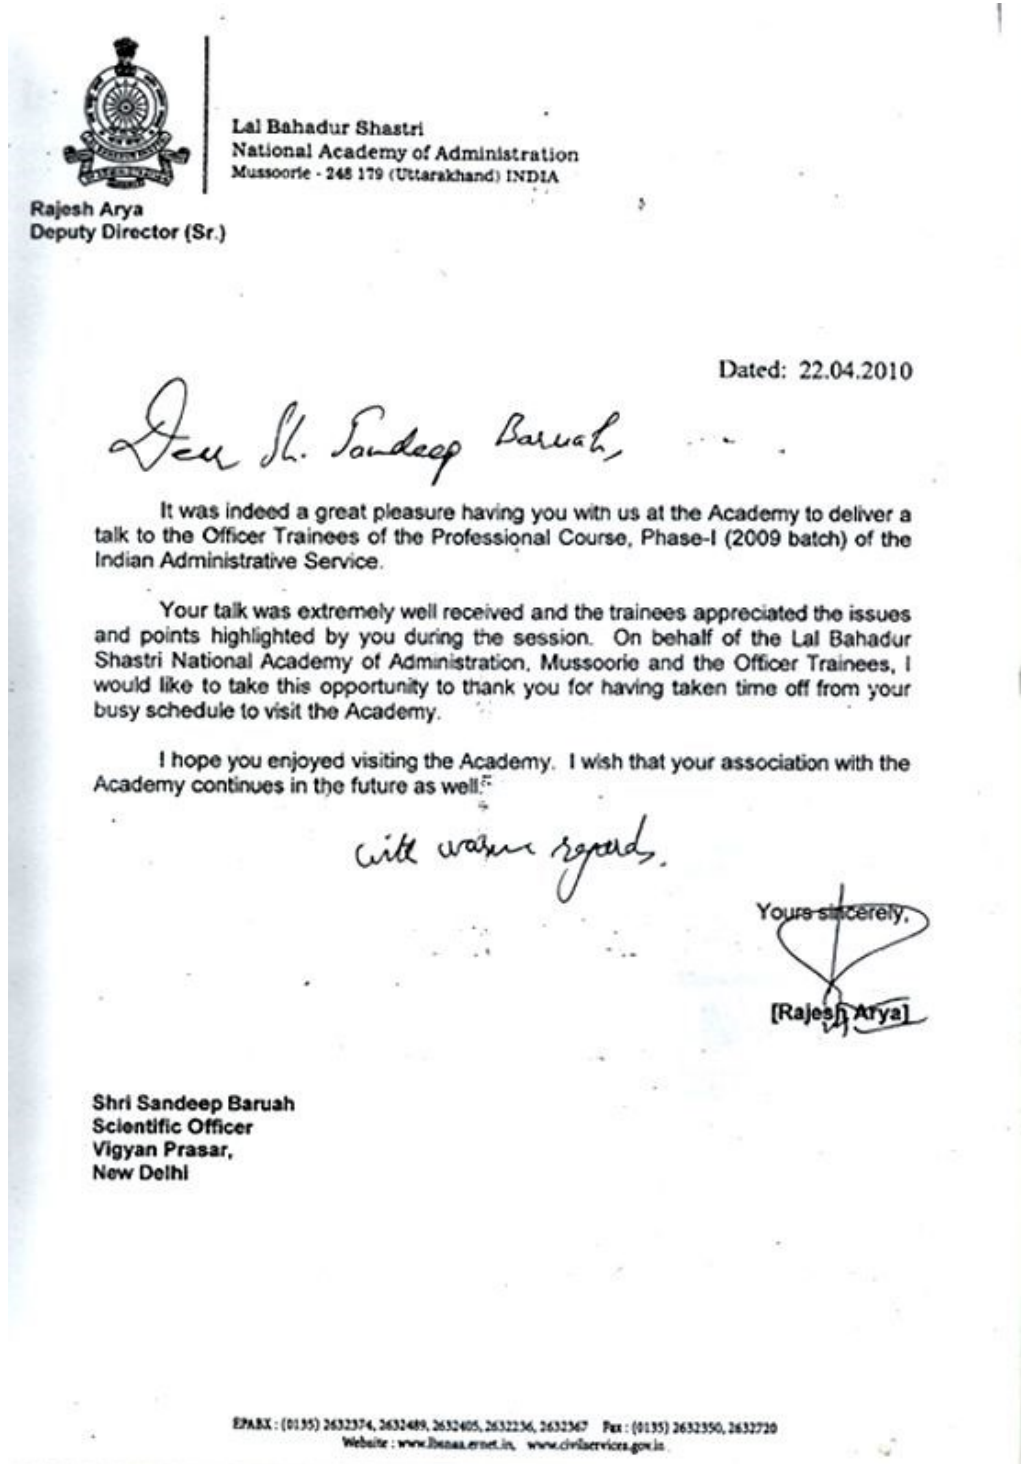 Lal Bahadur Shastri
National Academy of Administration
Mussoorie - 248 179 (Uttarakhand) INDIA
Rajesh Arya
Deputy Director (Sr.)
Dated: 22.04.2010
Dear Sh. Sandeep Baruah,
It was indeed a great pleasure having you with us at the Academy to deliver a
talk to the Officer Trainees of the Professional Course, Phase-I (2009 batch) of the
Indian Administrative Service.
Your talk was extremely well received and the trainees appreciated the issues
and points highlighted by you during the session. On behalf of the Lal Bahadur
Shastri National Academy of Administration, Mussoorie and the Officer Trainees, I
would like to take this opportunity to thank you for having taken time off from your
busy schedule to visit the Academy.
I hope you enjoyed visiting the Academy. I wish that your association with the
Academy continues in the future as well.
with warm regards.
Yours sincerely,
[Rajesh Arya]
Shri Sandeep Baruah
Scientific Officer
Vigyan Prasar,
New Delhi
EPABX : (0135) 2632374, 2632489, 2632405, 2632236, 2632367 Fax : (0135) 2632350, 2632720
Website : www.lbsnaa.ernet.in, www.civilservices.gov.in